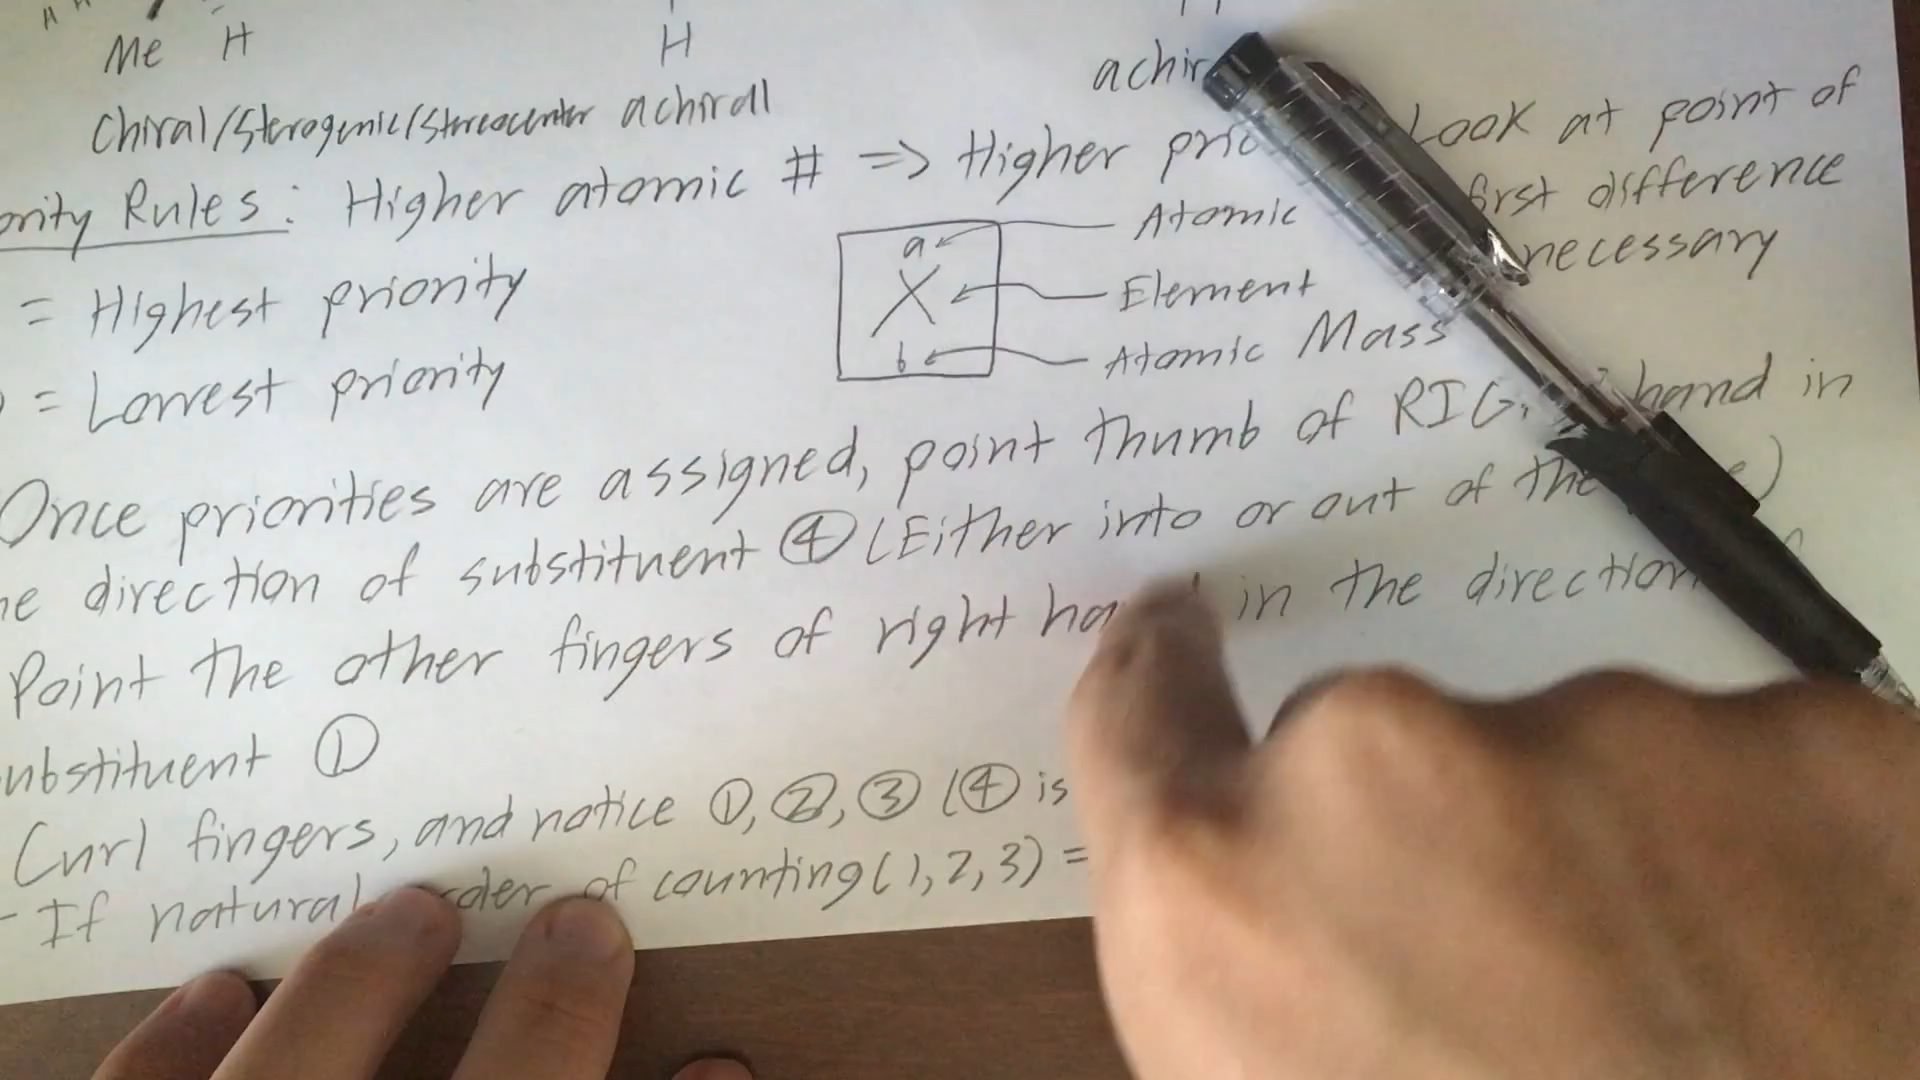 Me H H
Chiral/Sterogenic/Stereocenter achiral achir
ority Rules: Higher atomic # => Higher prio Look at point of
first difference
necessary
= Highest priority
= Lowest priority
a Atomic
X Element
b Atomic Mass
Once priorities are assigned, point thumb of RIG hand in
he direction of substituent ④ (Either into or out of the e)
Point the other fingers of right ha in the direction
ubstituent ①
Curl fingers, and notice ①, ②, ③ (④ is
- If natural order of counting (1, 2, 3) =